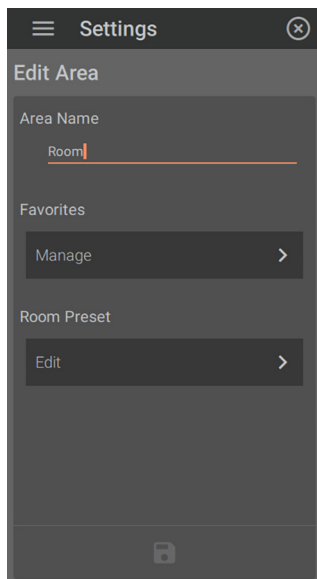 Settings
Edit Area
Area Name
Room
Favorites
Manage
Room Preset
Edit